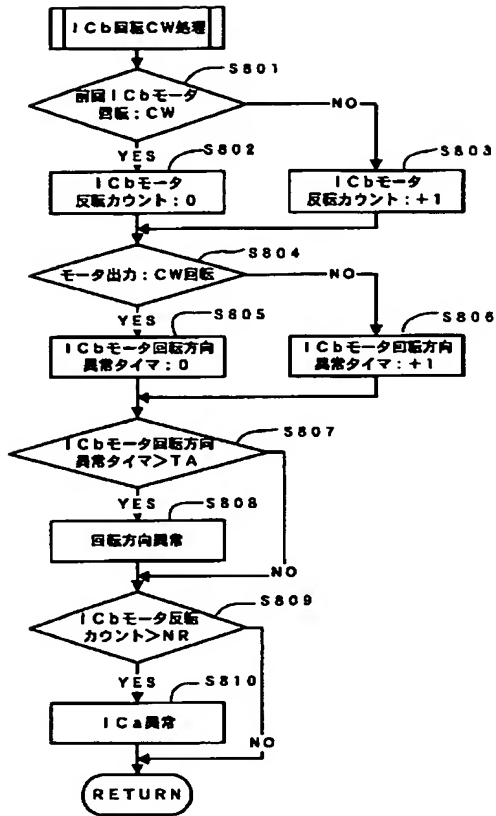 ICb回転CW処理
S801
前回ICbモータ
回転:CW
NO
YES
S802
S803
ICbモータ
反転カウント:0
ICbモータ
反転カウント:+1
S804
モータ出力:CW回転
NO
YES
S805
S806
ICbモータ回転方向
異常タイマ:0
ICbモータ回転方向
異常タイマ:+1
S807
ICbモータ回転方向
異常タイマ>TA
YES
S808
回転方向異常
NO
S809
ICbモータ反転
カウント>NR
YES
S810
ICa異常
NO
RETURN